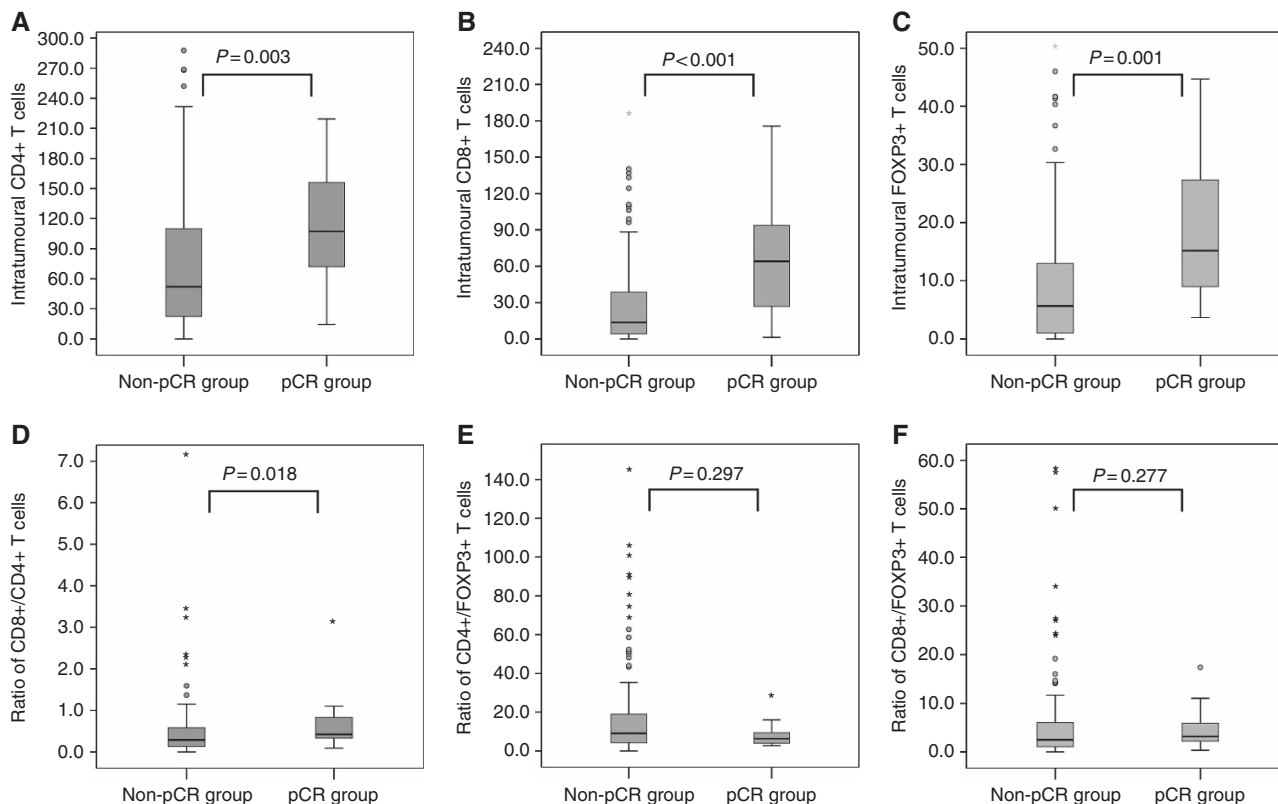 A
Intratumoural CD4+ T cells
300.0
270.0
240.0
210.0
180.0
150.0
120.0
90.0
60.0
30.0
0.0
P=0.003
Non-pCR group
pCR group
B
Intratumoural CD8+ T cells
240.0
210.0
180.0
150.0
120.0
90.0
60.0
30.0
0.0
P<0.001
Non-pCR group
pCR group
C
Intratumoural FOXP3+ T cells
50.0
40.0
30.0
20.0
10.0
0.0
P=0.001
Non-pCR group
pCR group
D
Ratio of CD8+/CD4+ T cells
7.0
6.0
5.0
4.0
3.0
2.0
1.0
0.0
P=0.018
Non-pCR group
pCR group
E
Ratio of CD4+/FOXP3+ T cells
140.0
120.0
100.0
80.0
60.0
40.0
20.0
0.0
P=0.297
Non-pCR group
pCR group
F
Ratio of CD8+/FOXP3+ T cells
60.0
50.0
40.0
30.0
20.0
10.0
0.0
P=0.277
Non-pCR group
pCR group